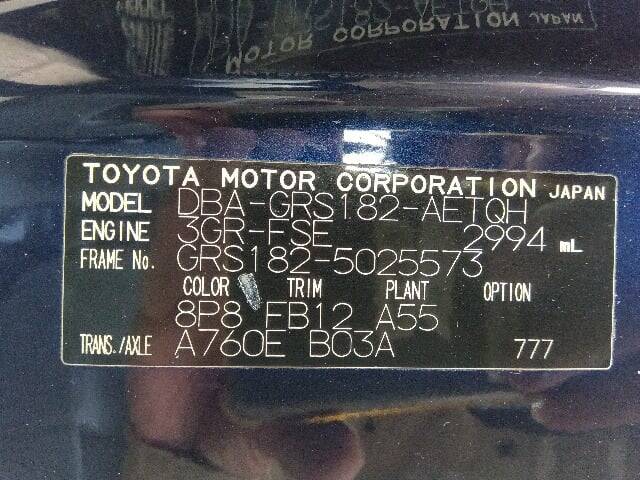 TOYOTA MOTOR CORPORATION JAPAN
MODEL DBA-GRS182-AETQH
ENGINE 3GR-FSE 2994 mL
FRAME No. GRS182-5025573
COLOR TRIM PLANT OPTION
8P8 FB12 A55
TRANS./AXLE A760E B03A 777